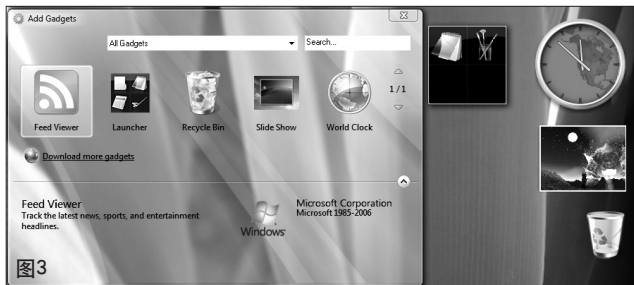 Add Gadgets
All Gadgets
Search...
1/1
Feed Viewer
Launcher
Recycle Bin
Slide Show
World Clock
Download more gadgets
Feed Viewer
Track the latest news, sports, and entertainment
headlines.
Windows
Microsoft Corporation
Microsoft 1985-2006
图3